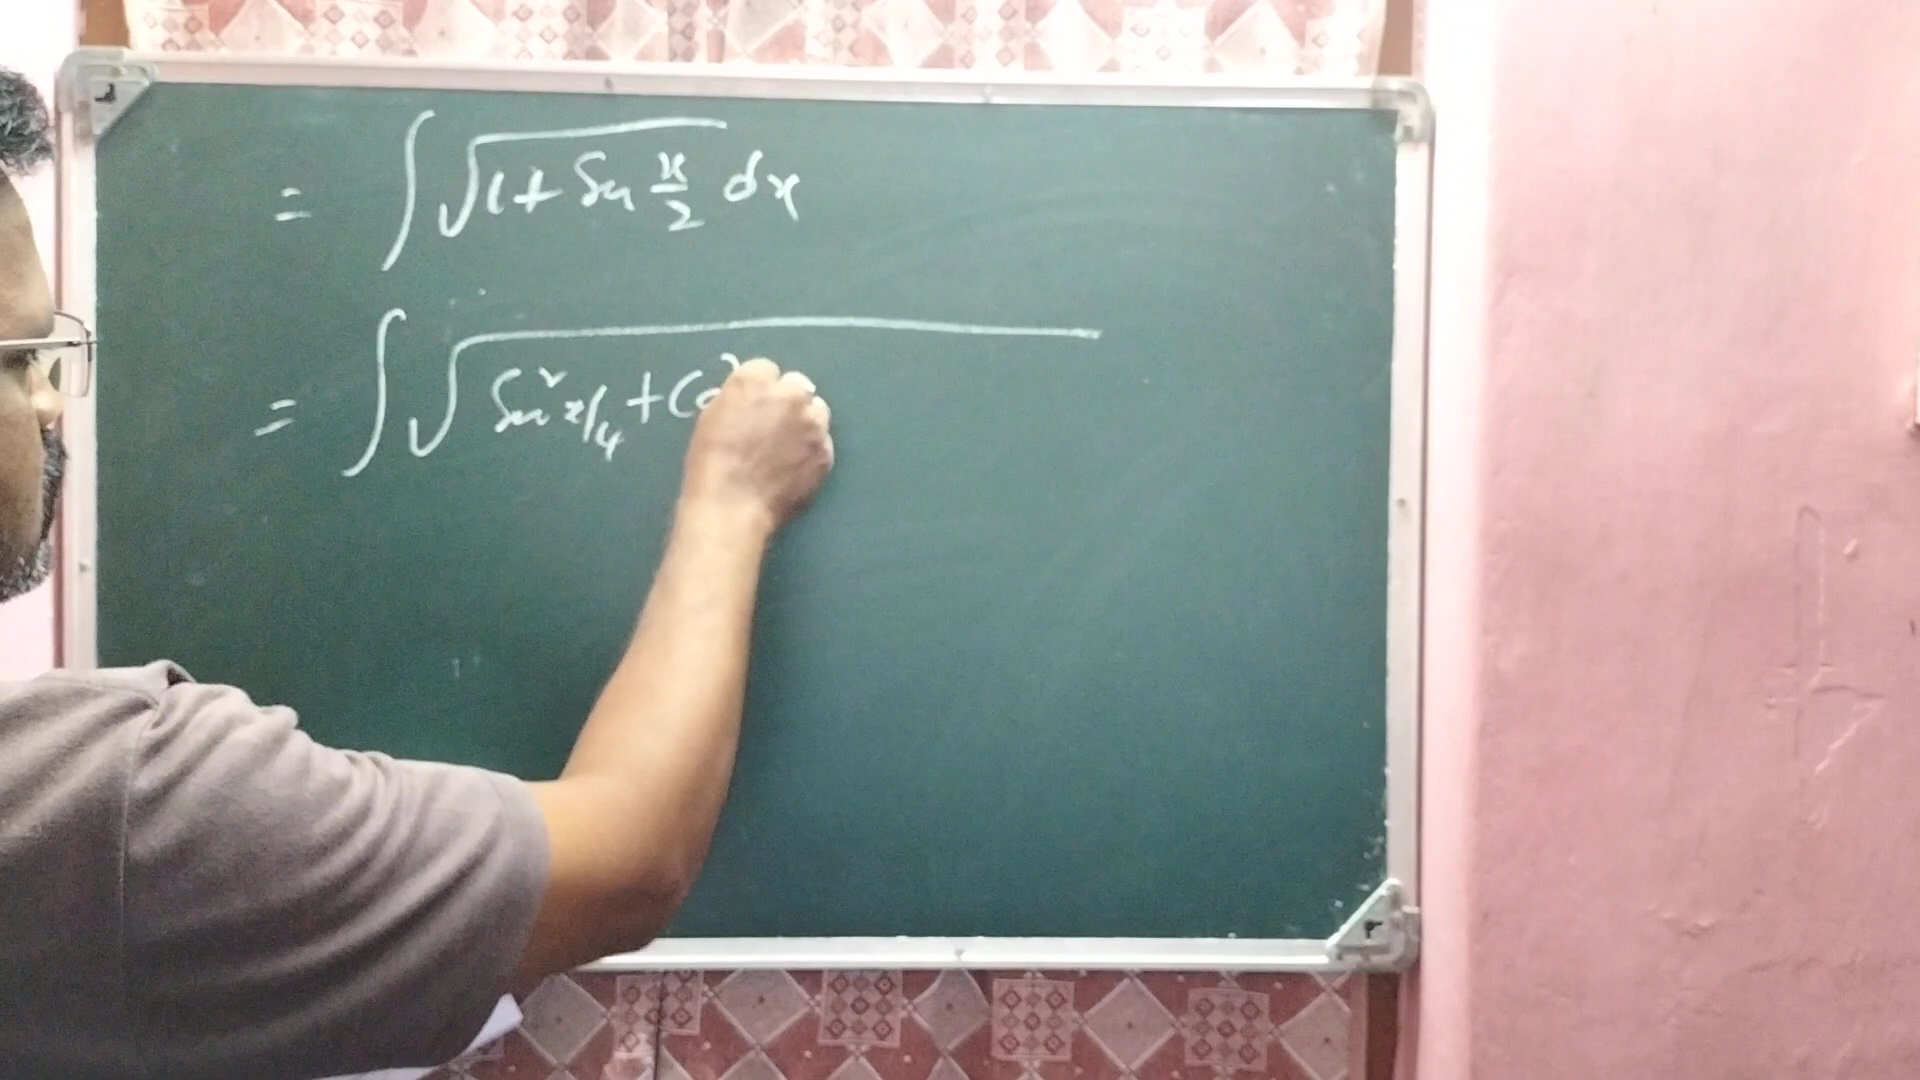 = ∫ √(1 + Sin x/2) dx
= ∫ √(Sin² x/4 + Co